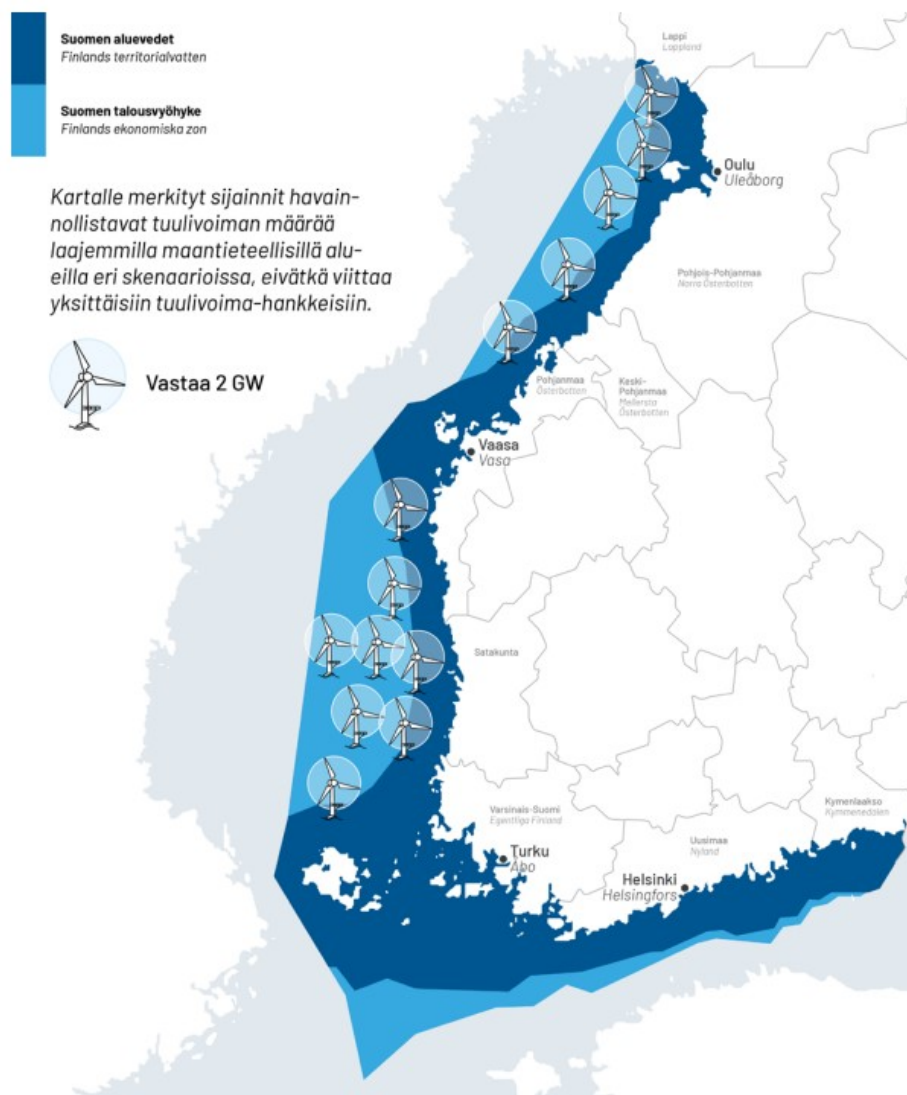 Suomen aluevedet
Finlands territorialvatten
Suomen talousvyöhyke
Finlands ekonomiska zon
Kartalle merkityt sijainnit havain-
nollistavat tuulivoiman määrää
laajemmilla maantieteellisillä alu-
eilla eri skenaarioissa, eivätkä viittaa
yksittäisiin tuulivoima-hankkeisiin.
Vastaa 2 GW
Lappi
Lappland
Oulu
Uleåborg
Pohjois-Pohjanmaa
Norra Österbotten
Pohjanmaa
Österbotten
Keski-
Pohjanmaa
Mellersta
Österbotten
Vaasa
Vasa
Satakunta
Varsinais-Suomi
Egentliga Finland
Turku
Åbo
Uusimaa
Nyland
Kymenlaakso
Kymmenedalen
Helsinki
Helsingfors